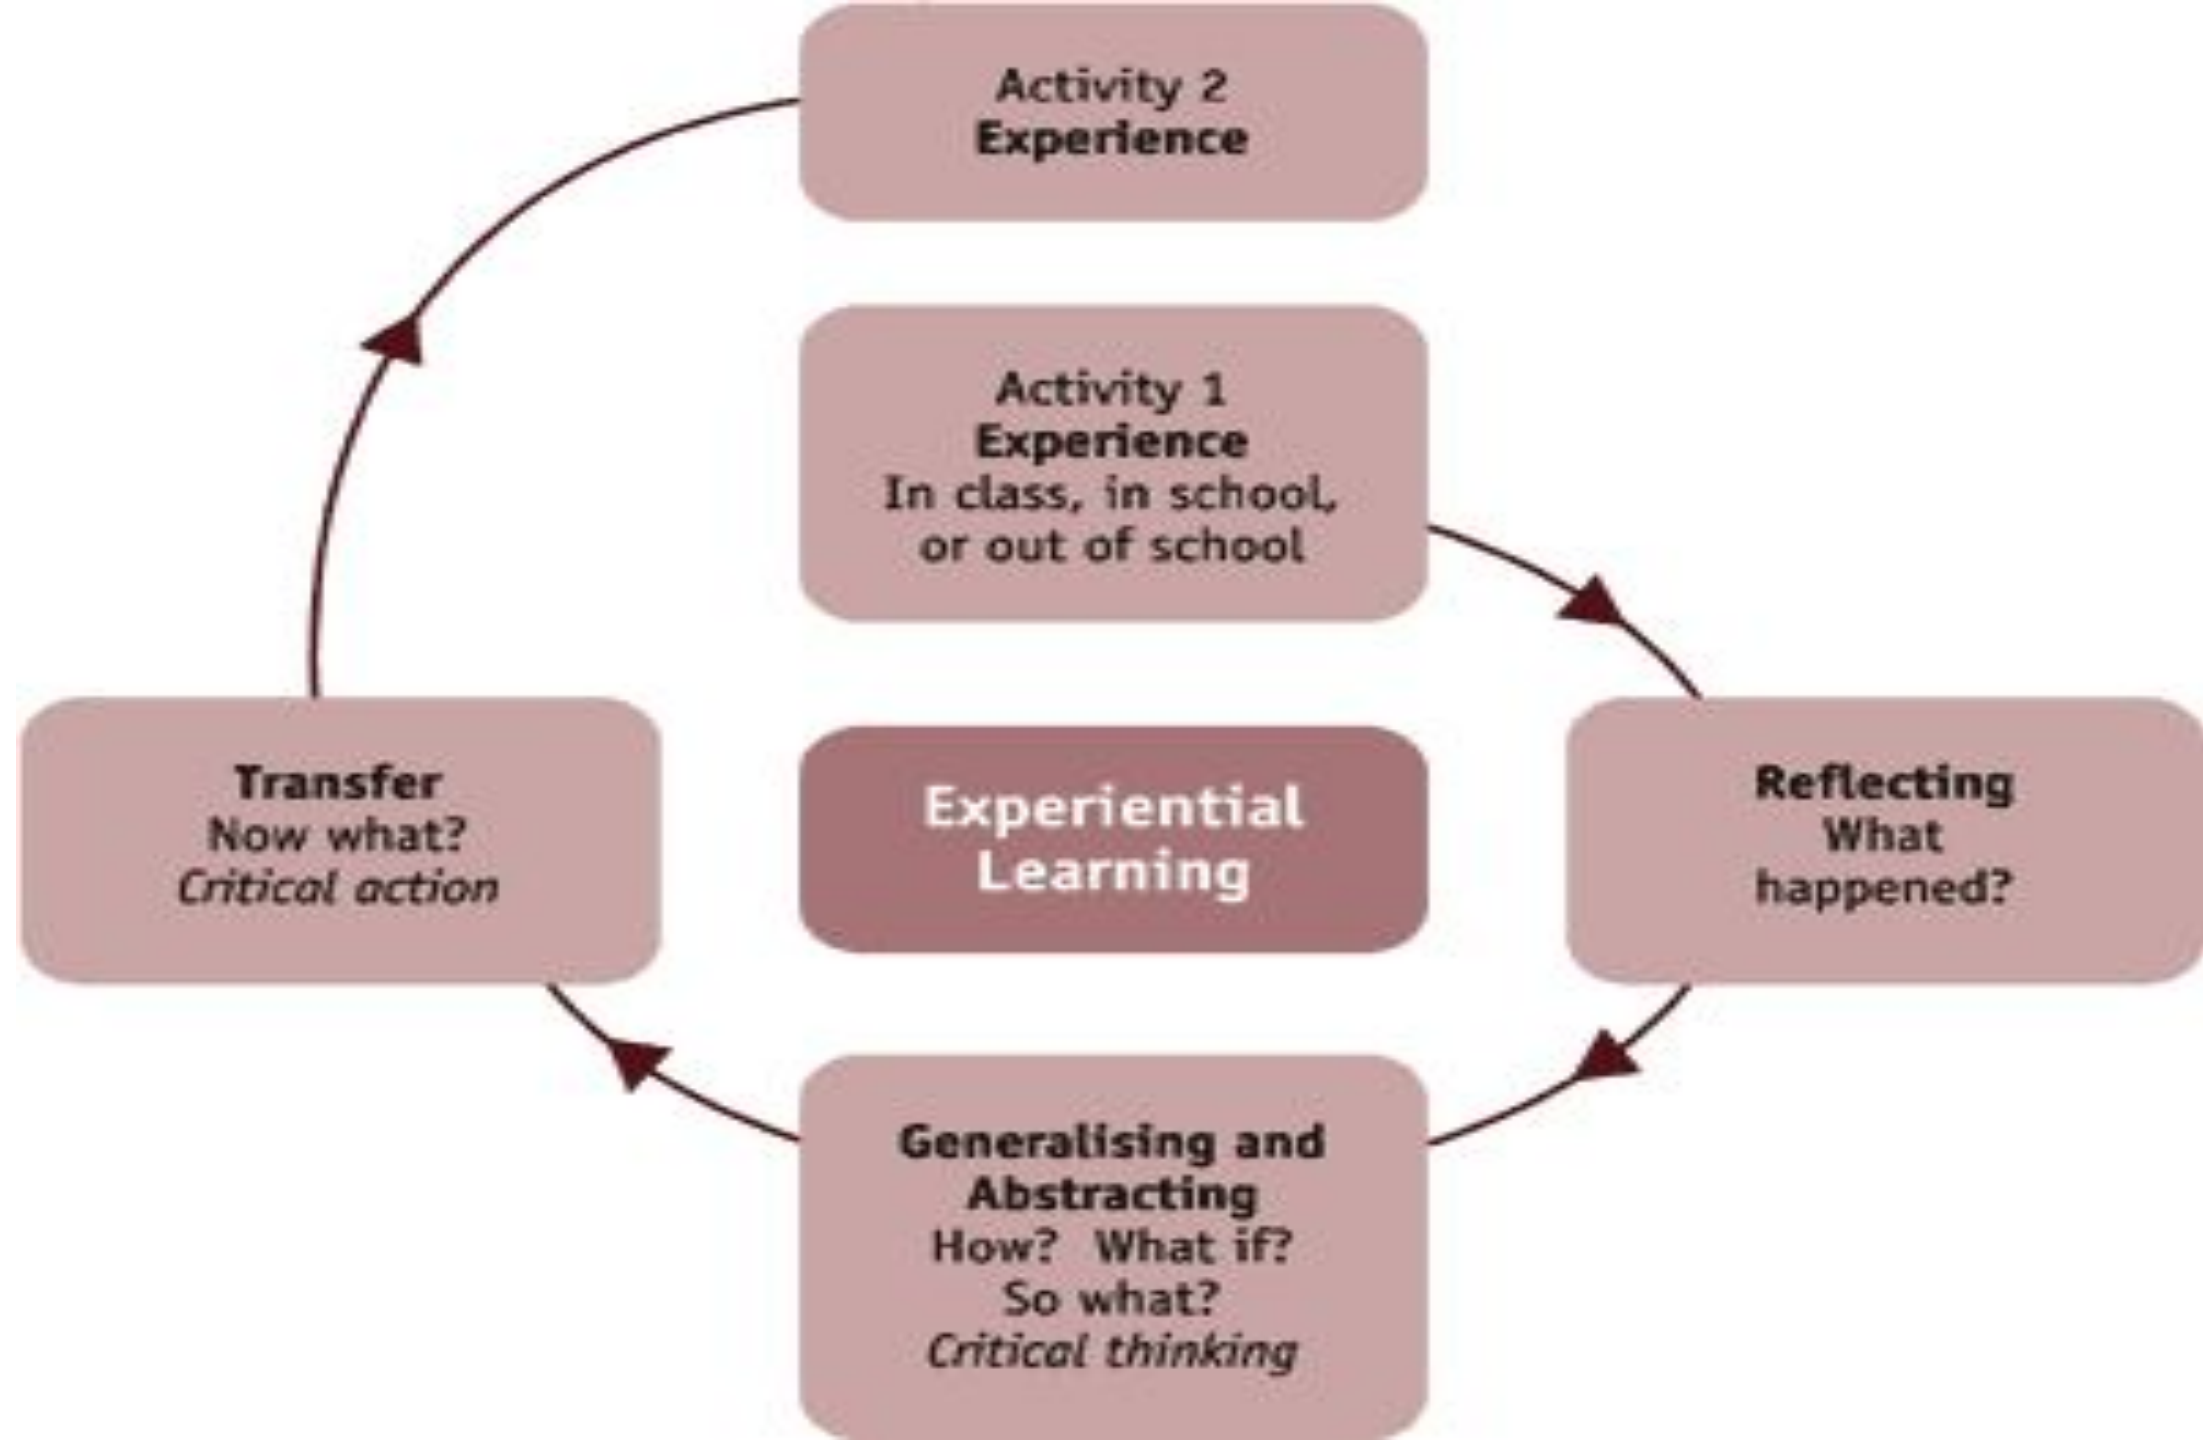 Activity 2
Experience
Activity 1
Experience
In class, in school,
or out of school
Transfer
Now what?
Critical action
Experiential
Learning
Reflecting
What
happened?
Generalising and
Abstracting
How? What if?
So what?
Critical thinking